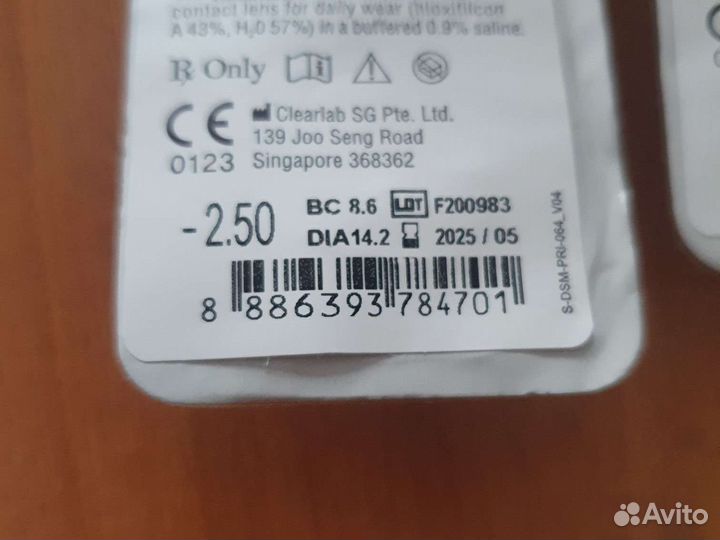 contact lens for daily wear (hioxifilcon
A 43%, H₂0 57%) in a buffered 0.9% saline.
℞ Only
CE
0123
Clearlab SG Pte. Ltd.
139 Joo Seng Road
Singapore 368362
-2.50
BC 8.6 LOT F200983
DIA14.2 2025 / 05
8 886393 784701
S-DSM-PRI-064_V04
Avito